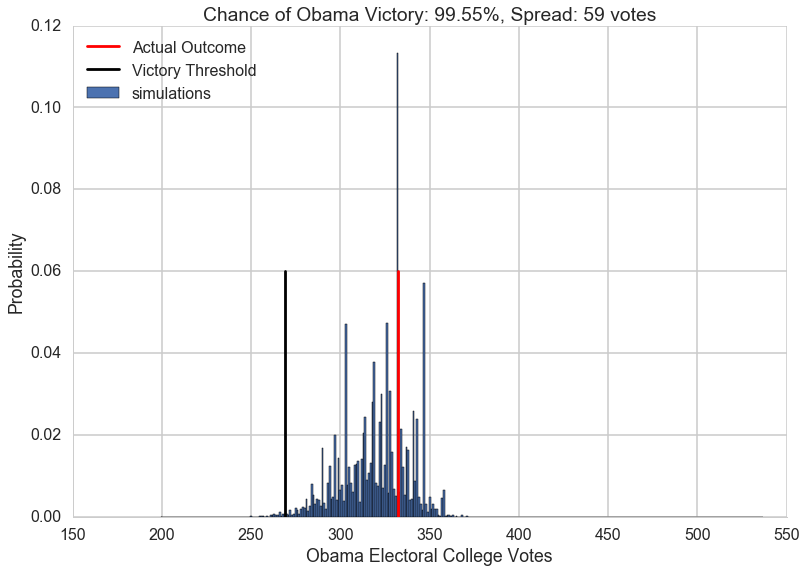 Chance of Obama Victory: 99.55%, Spread: 59 votes
0.12
0.10
0.08
0.06
0.04
0.02
0.00
Probability
Actual Outcome
Victory Threshold
simulations
150 200 250 300 350 400 450 500 550
Obama Electoral College Votes